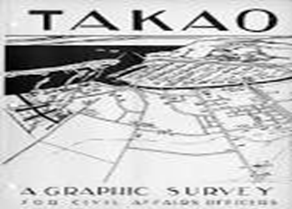 TAKAO
A GRAPHIC SURVEY
FOR CIVIL AFFAIRS OFFICERS